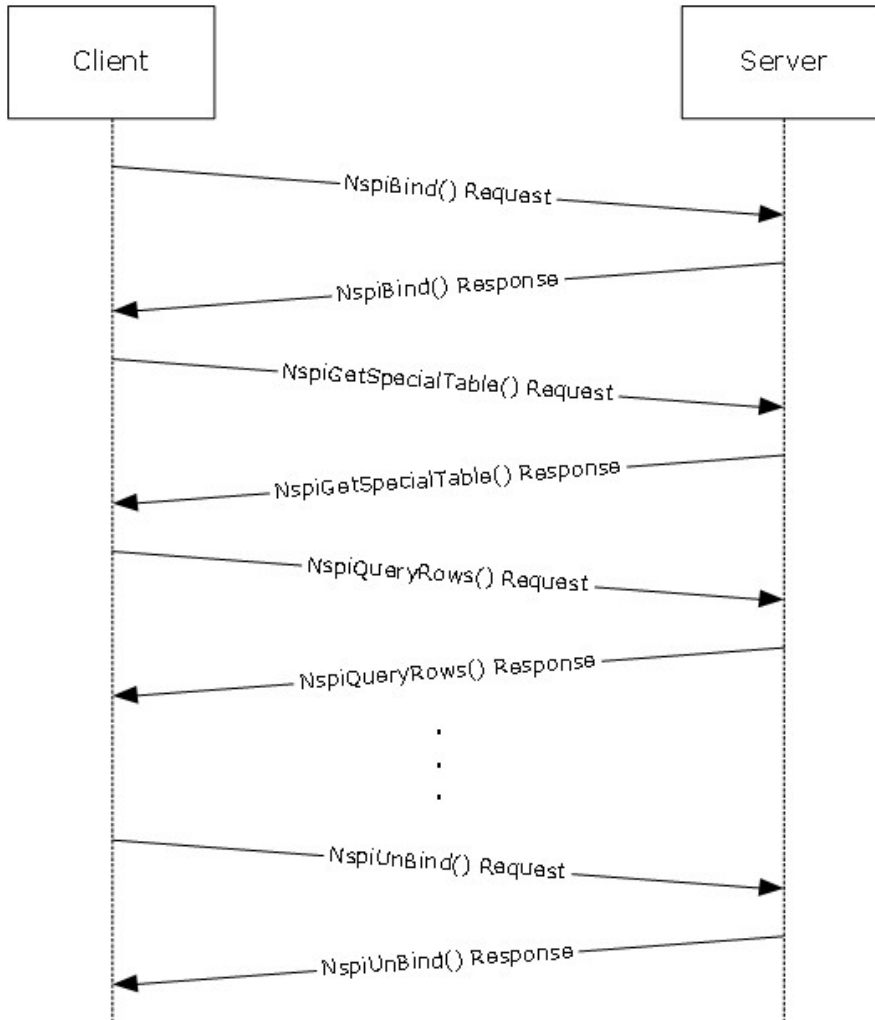 Client
Server
NspiBind() Request
NspiBind() Response
NspiGetSpecialTable() Request
NspiGetSpecialTable() Response
NspiQueryRows() Request
NspiQueryRows() Response
.
.
.
NspiUnBind() Request
NspiUnBind() Response